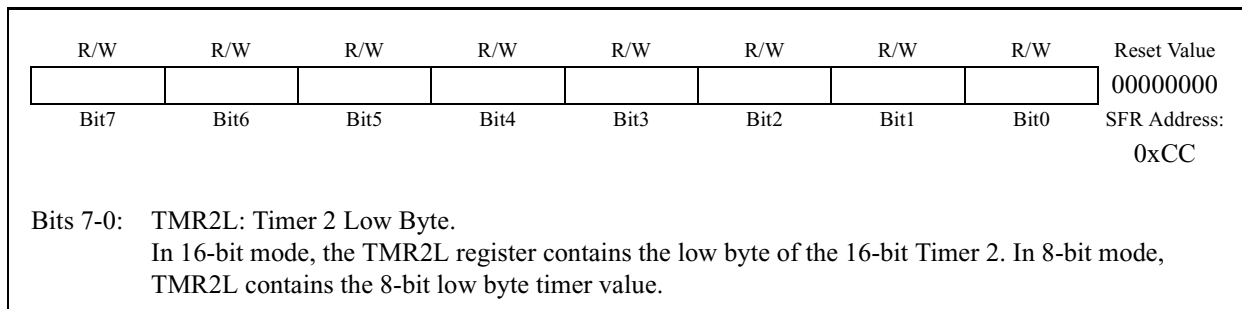 R/W R/W R/W R/W R/W R/W R/W R/W Reset Value
00000000
Bit7 Bit6 Bit5 Bit4 Bit3 Bit2 Bit1 Bit0 SFR Address:
0xCC
Bits 7-0: TMR2L: Timer 2 Low Byte.
In 16-bit mode, the TMR2L register contains the low byte of the 16-bit Timer 2. In 8-bit mode,
TMR2L contains the 8-bit low byte timer value.